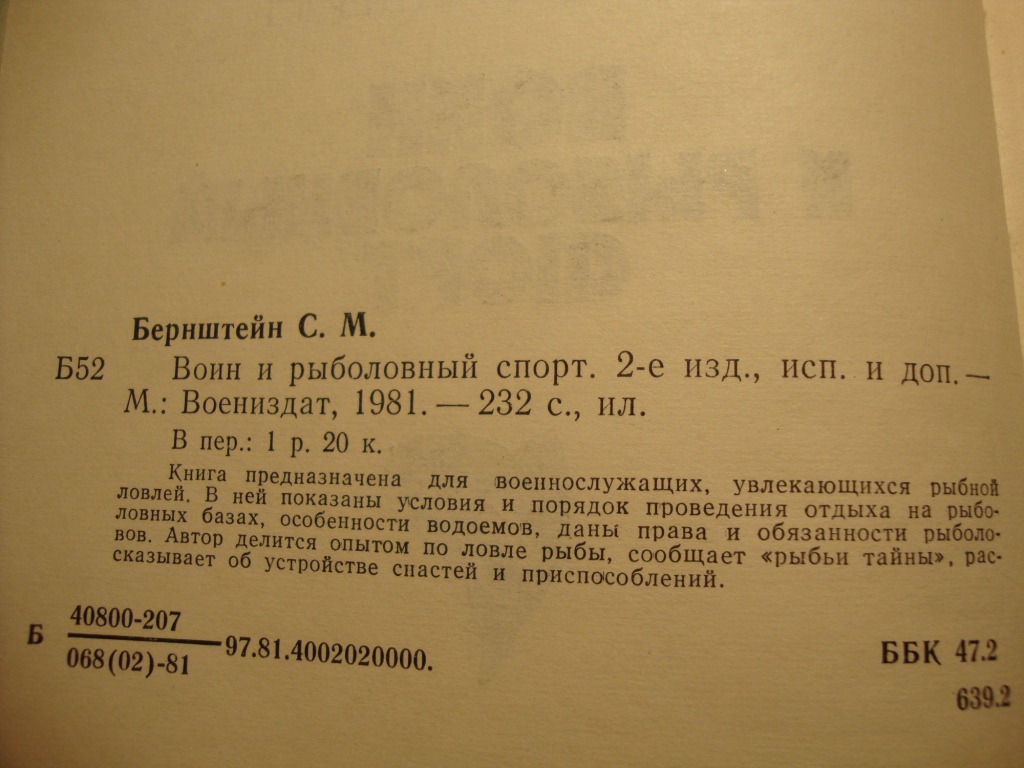 Бернштейн С. М.
Б52 Воин и рыболовный спорт. 2-е изд., исп. и доп. —
М.: Воениздат, 1981. — 232 с., ил.
В пер.: 1 р. 20 к.
Книга предназначена для военнослужащих, увлекающихся рыбной
ловлей. В ней показаны условия и порядок проведения отдыха на рыбо-
ловных базах, особенности водоемов, даны права и обязанности рыболо-
вов. Автор делится опытом по ловле рыбы, сообщает «рыбьи тайны», рас-
сказывает об устройстве снастей и приспособлений.
40800-207
Б ———— 97.81.4002020000.
068(02)-81
ББК 47.2
639.2